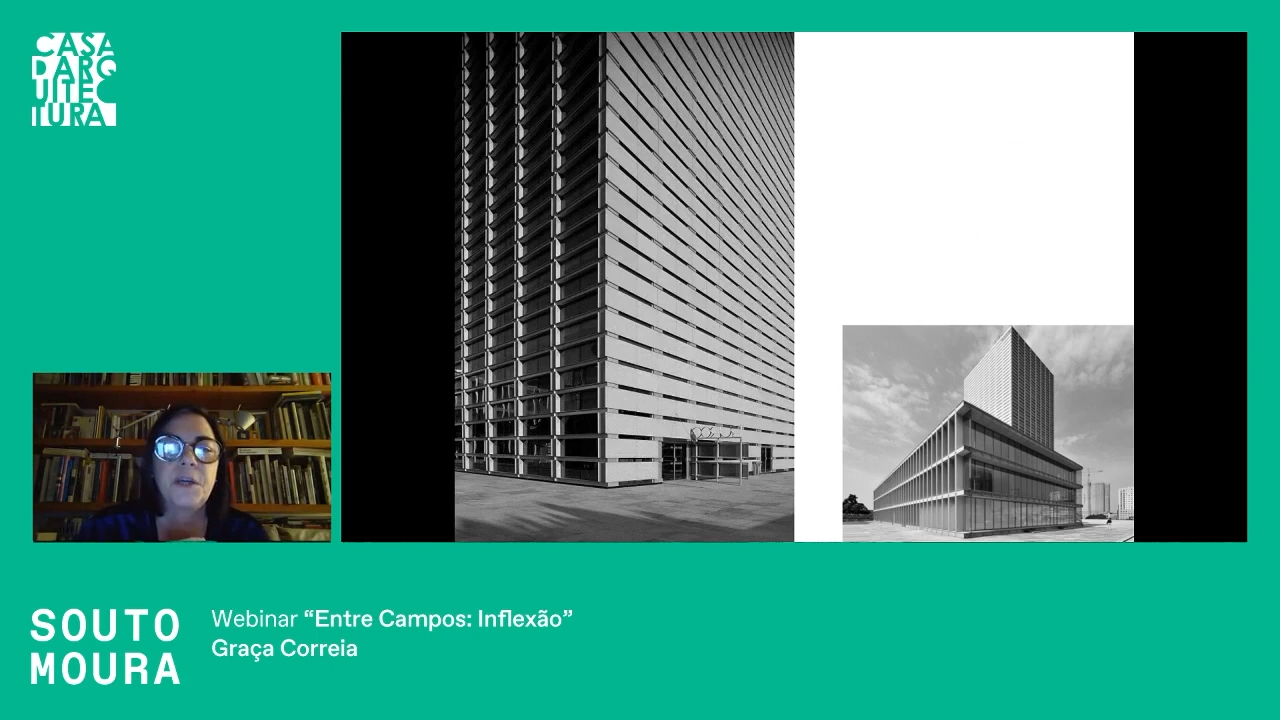 CASA
DARQ
UITEC
TURA
SOUTO
MOURA
Webinar “Entre Campos: Inflexão”
Graça Correia